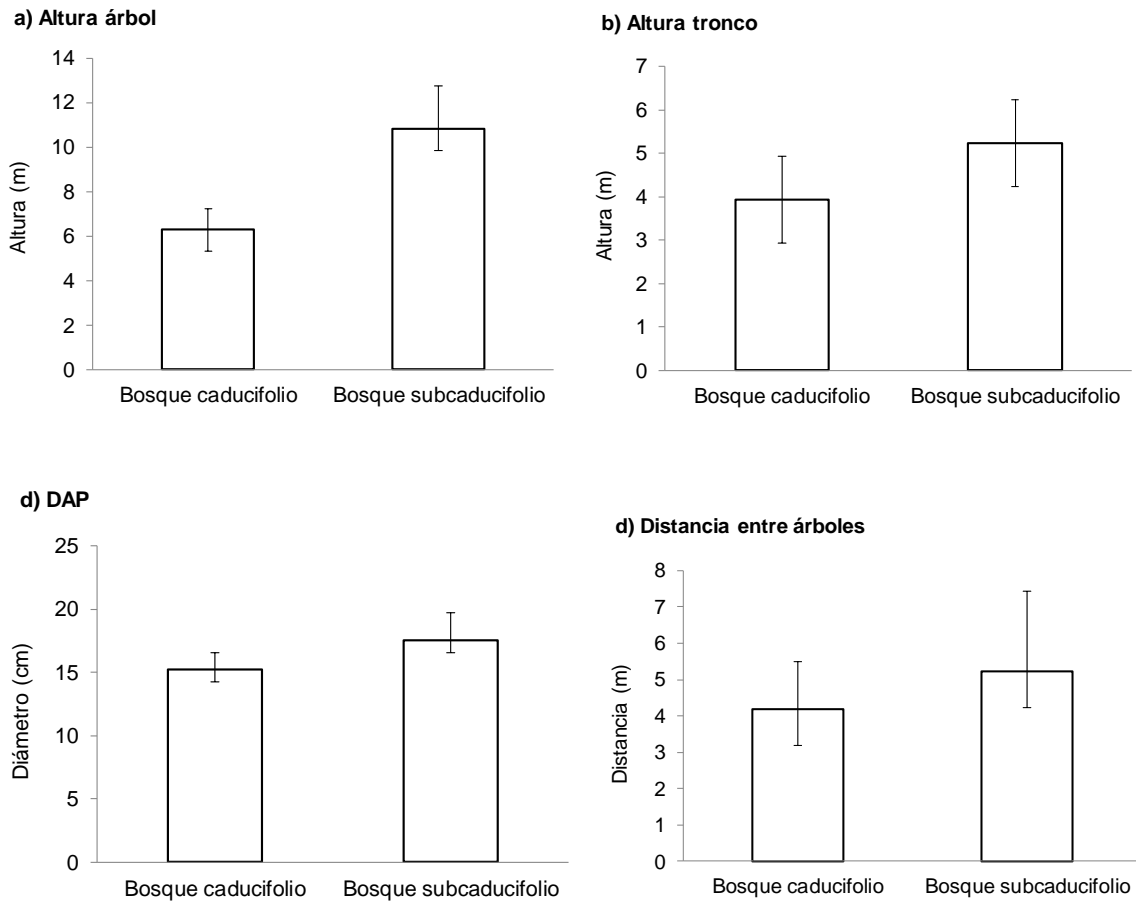 a) Altura árbol
14
12
10
8
6
4
2
0
Altura (m)
Bosque caducifolio
Bosque subcaducifolio
b) Altura tronco
7
6
5
4
3
2
1
0
Altura (m)
Bosque caducifolio
Bosque subcaducifolio
d) DAP
25
20
15
10
5
0
Diámetro (cm)
Bosque caducifolio
Bosque subcaducifolio
d) Distancia entre árboles
8
7
6
5
4
3
2
1
0
Distancia (m)
Bosque caducifolio
Bosque subcaducifolio